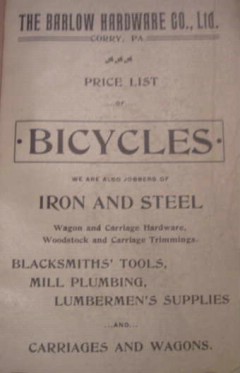 THE BARLOW HARDWARE CO., Ltd.
CORRY, PA.
PRICE LIST
...OF...
·BICYCLES·
WE ARE ALSO JOBBERS OF
IRON AND STEEL
Wagon and Carriage Hardware,
Woodstock and Carriage Trimmings.
BLACKSMITHS' TOOLS,
MILL PLUMBING,
LUMBERMEN'S SUPPLIES
...AND...
CARRIAGES AND WAGONS.